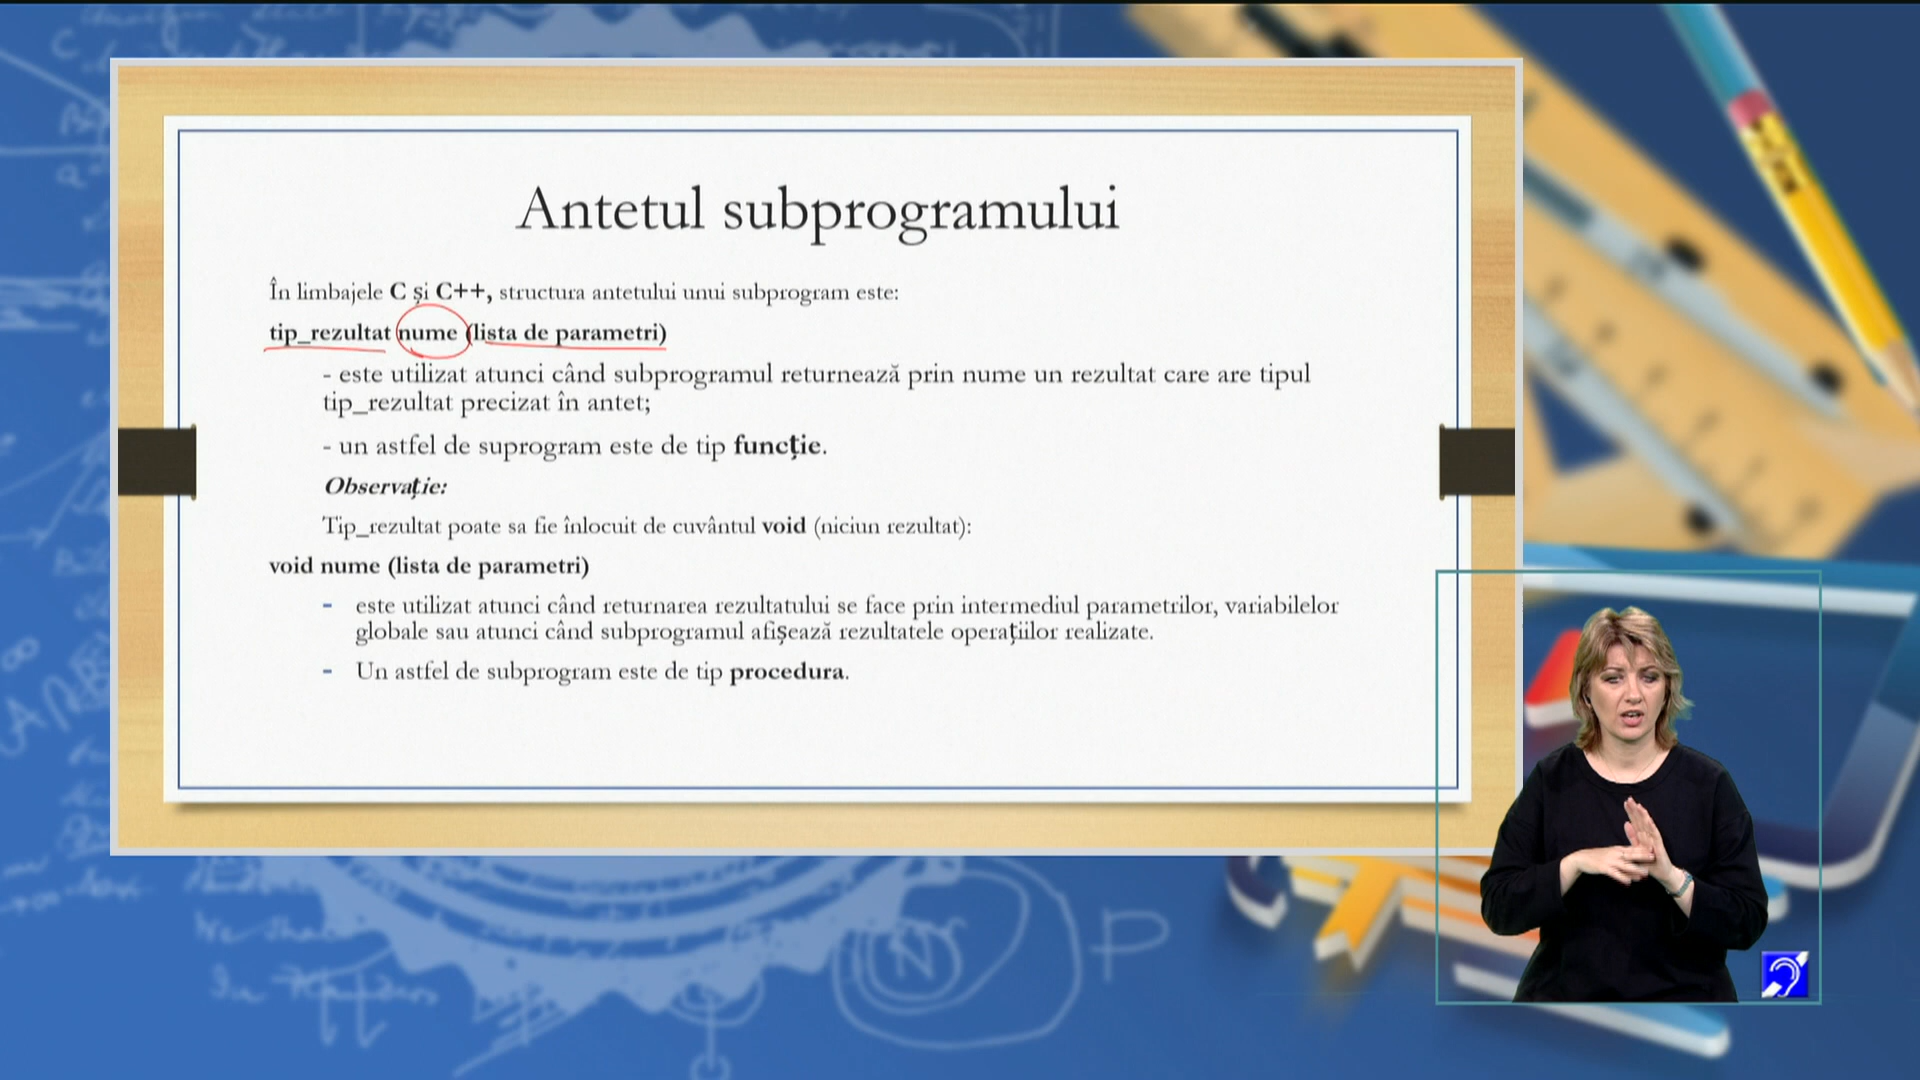 Antetul subprogramului
În limbajele C și C++, structura antetului unui subprogram este:
tip_rezultat nume (lista de parametri)
- este utilizat atunci când subprogramul returnează prin nume un rezultat care are tipul
tip_rezultat precizat în antet;
- un astfel de suprogram este de tip funcție.
Observație:
Tip_rezultat poate sa fie înlocuit de cuvântul void (niciun rezultat):
void nume (lista de parametri)
- este utilizat atunci când returnarea rezultatului se face prin intermediul parametrilor, variabilelor
globale sau atunci când subprogramul afișează rezultatele operațiilor realizate.
- Un astfel de subprogram este de tip procedura.
N
P